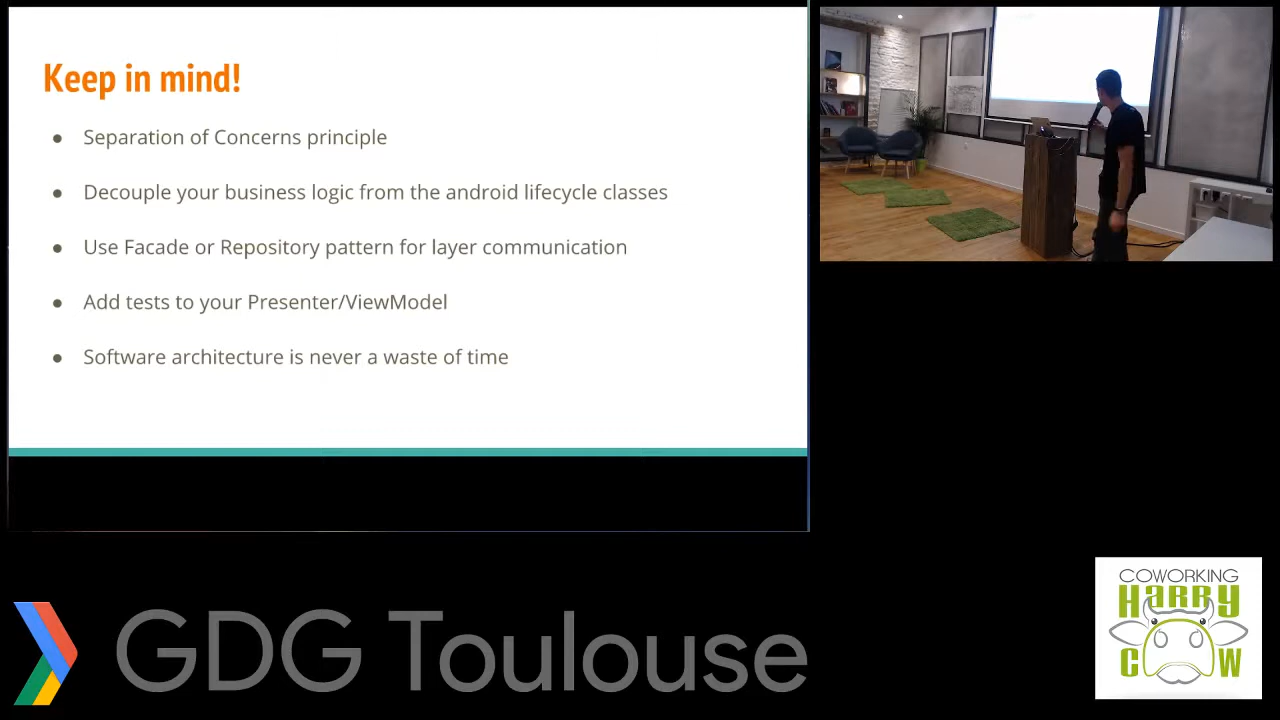 Keep in mind!
● Separation of Concerns principle
● Decouple your business logic from the android lifecycle classes
● Use Facade or Repository pattern for layer communication
● Add tests to your Presenter/ViewModel
● Software architecture is never a waste of time
GDG Toulouse
COWORKING
HARRY
COW